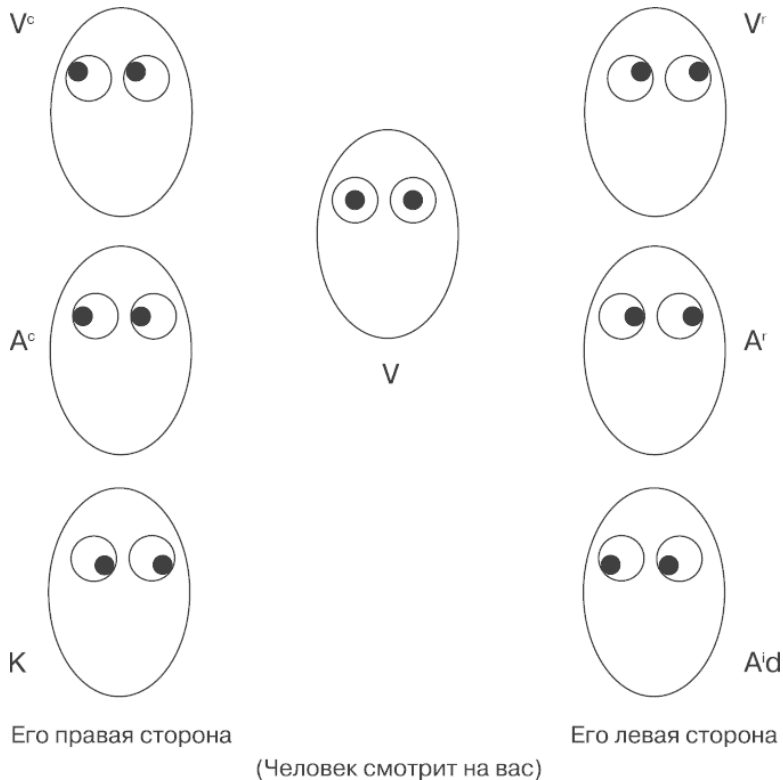 Vᶜ
Vʳ
V
Aᶜ
Aʳ
K
Aⁱd
Его правая сторона
Его левая сторона
(Человек смотрит на вас)